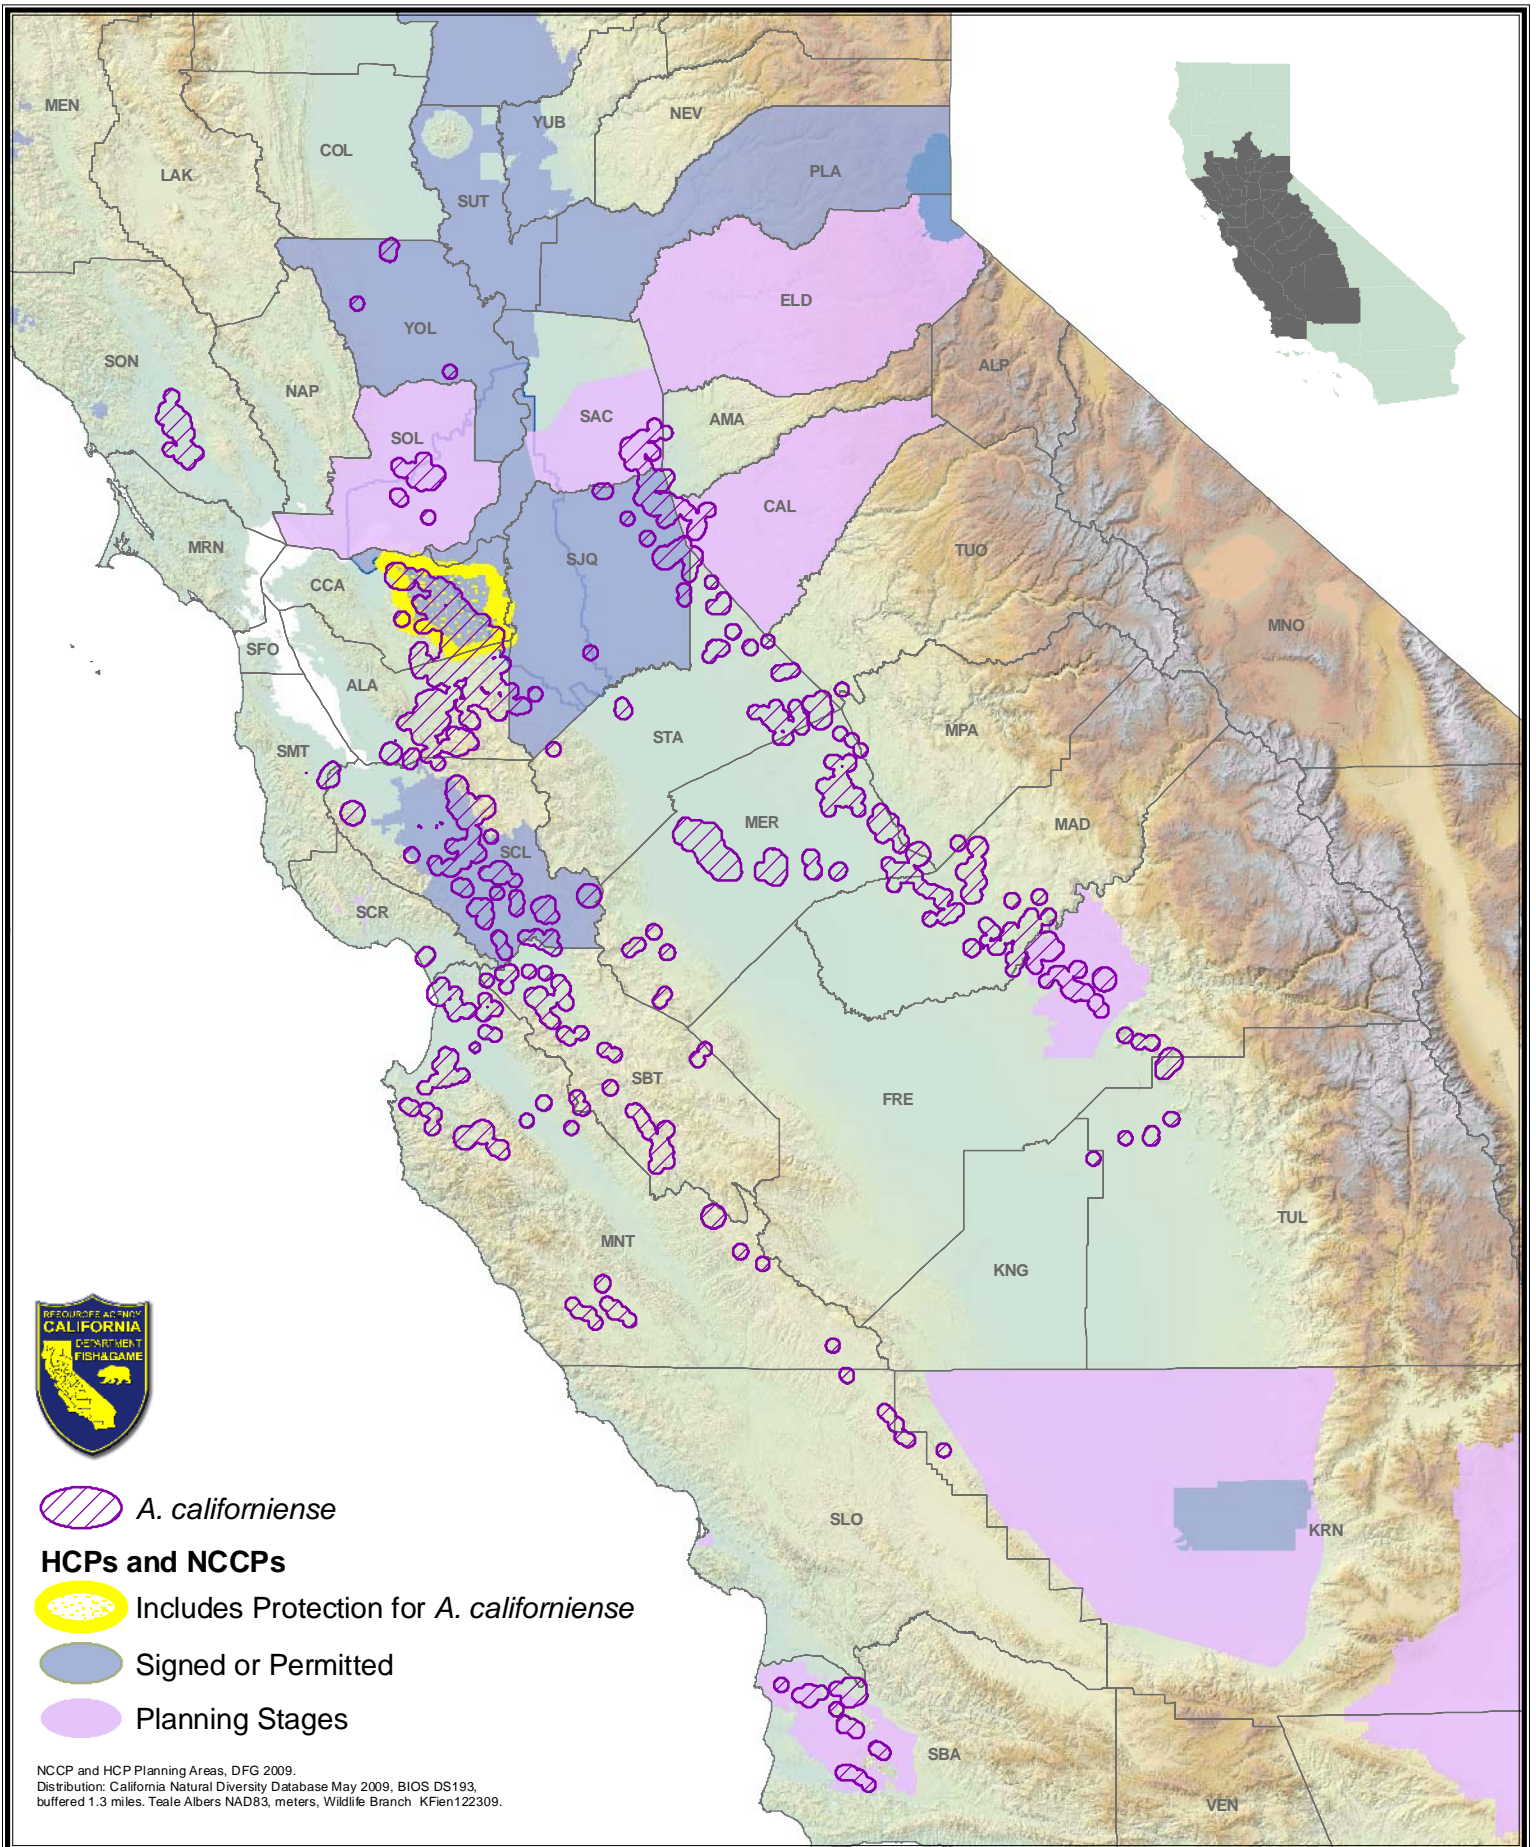 MEN
LAK
COL
YUB
NEV
SUT
PLA
YOL
ELD
SON
NAP
SOL
SAC
AMA
ALP
CAL
MRN
CCA
SJQ
TUO
MNO
SFO
ALA
SMT
STA
MPA
MER
MAD
SCL
SCR
SBT
FRE
MNT
KNG
TUL
SLO
KRN
SBA
VEN
RESOURCES AGENCY
CALIFORNIA
DEPARTMENT
FISH&GAME
A. californiense
HCPs and NCCPs
Includes Protection for A. californiense
Signed or Permitted
Planning Stages
NCCP and HCP Planning Areas, DFG 2009.
Distribution: California Natural Diversity Database May 2009, BIOS DS193,
buffered 1.3 miles. Teale Albers NAD83, meters, Wildlife Branch KFien122309.